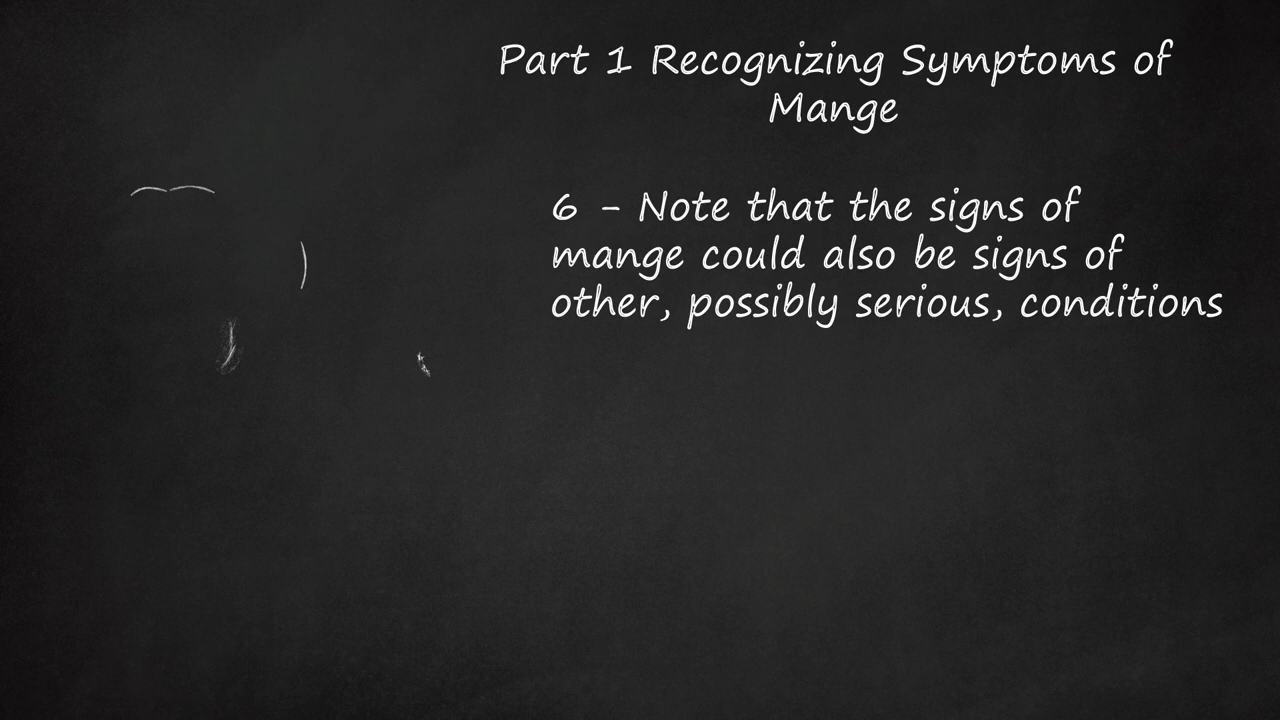 Part 1 Recognizing Symptoms of
Mange
6 - Note that the signs of
mange could also be signs of
other, possibly serious, conditions